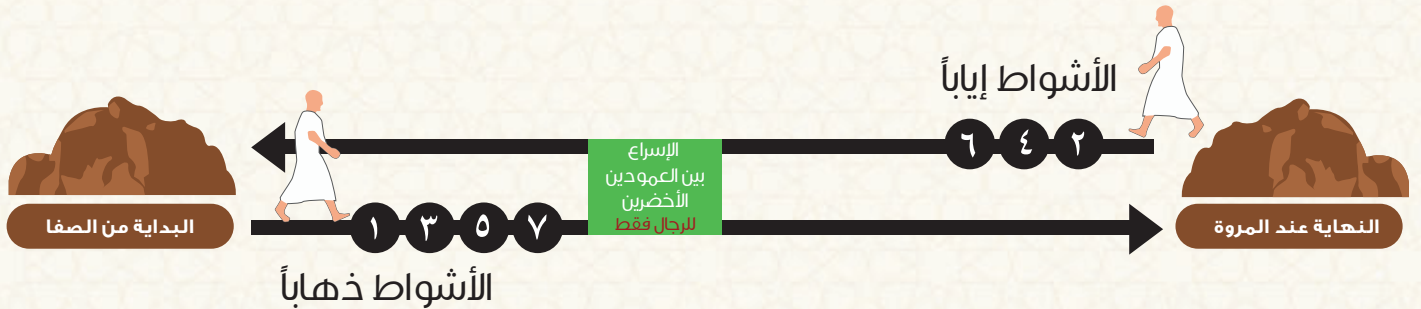 الأشواط إياباً
٢ ٤ ٦
الإسراع
بين العمودين
الأخضرين
للرجال فقط
البداية من الصفا
النهاية عند المروة
١ ٣ ٥ ٧
الأشواط ذهاباً